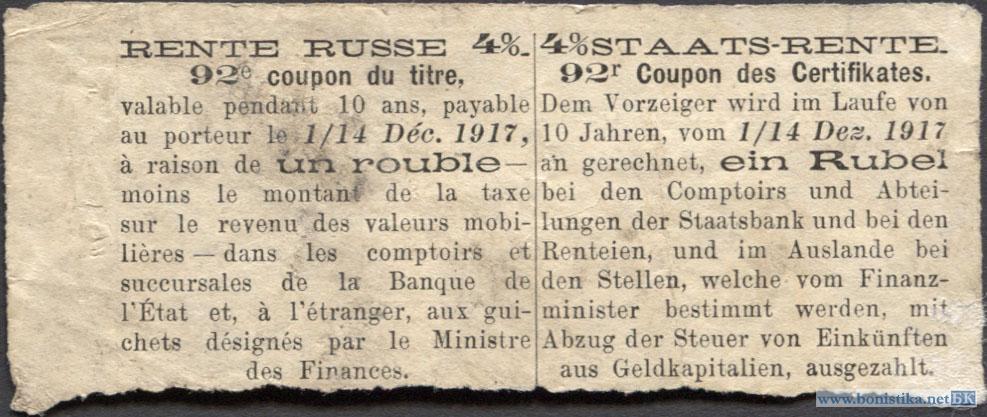 RENTE RUSSE 4%.
92e coupon du titre,
valable pendant 10 ans, payable
au porteur le 1/14 Déc. 1917,
à raison de un rouble —
moins le montant de la taxe
sur le revenu des valeurs mobi-
lières — dans les comptoirs et
succursales de la Banque de
l'État et, à l'étranger, aux gui-
chets désignés par le Ministre
des Finances.
4% STAATS-RENTE.
92r Coupon des Certifikates.
Dem Vorzeiger wird im Laufe von
10 Jahren, vom 1/14 Dez. 1917
an gerechnet, ein Rubel
bei den Comptoirs und Abtei-
lungen der Staatsbank und bei den
Renteien, und im Auslande bei
den Stellen, welche vom Finanz-
minister bestimmt werden, mit
Abzug der Steuer von Einkünften
aus Geldkapitalien, ausgezahlt.
www.bonistika.net БК